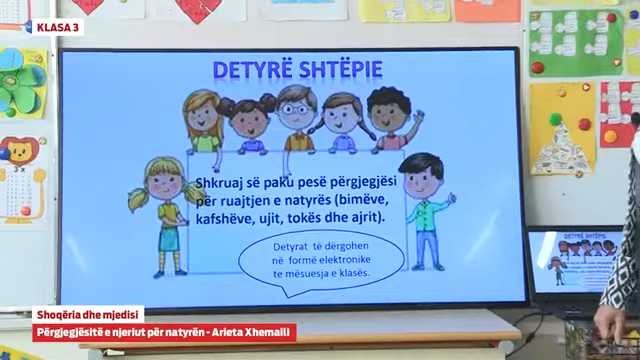 KLASA 3
DETYRË SHTËPIE
Shkruaj së paku pesë përgjegjësi
për ruajtjen e natyrës (bimëve,
kafshëve, ujit, tokës dhe ajrit).
Detyrat të dërgohen
në formë elektronike
te mësuesja e klasës.
DETYRË SHTËPIE
Shoqëria dhe mjedisi
Përgjegjësitë e njeriut për natyrën - Arieta Xhemaili